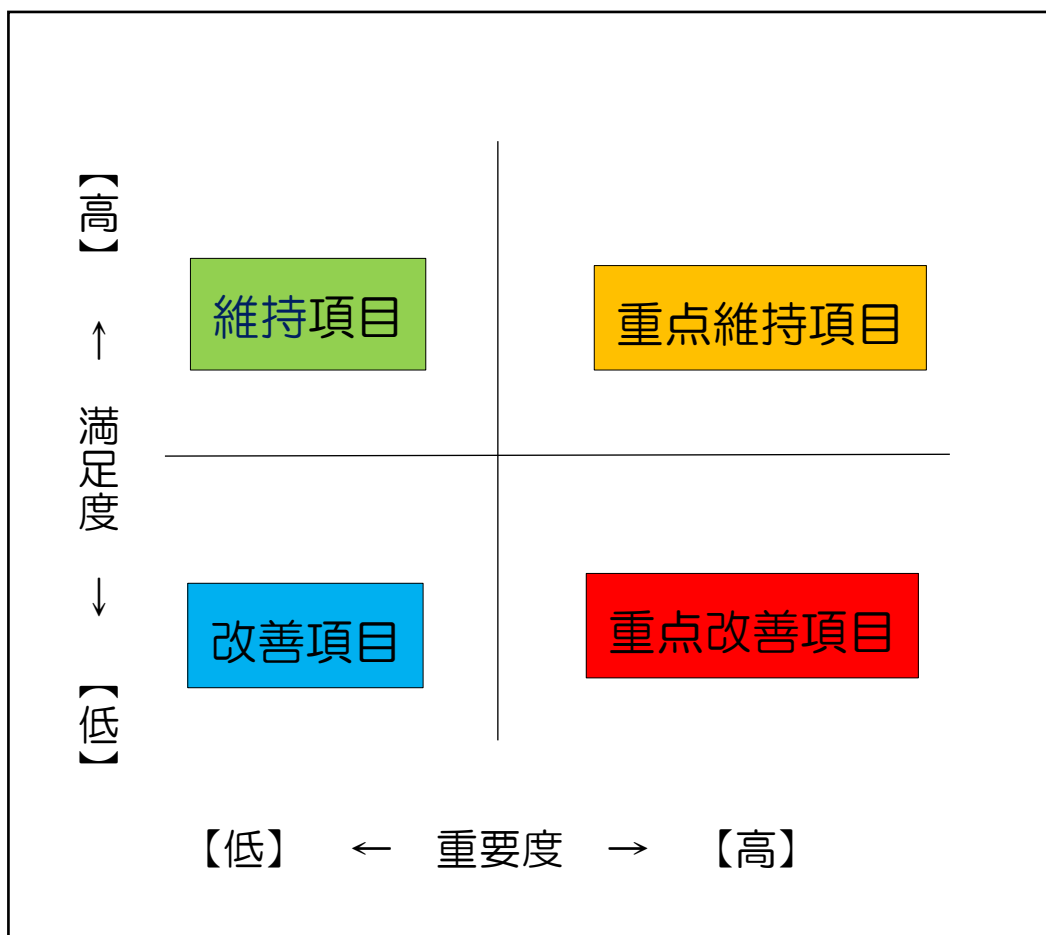 【高】
↑
満足度
↓
【低】
維持項目
重点維持項目
改善項目
重点改善項目
【低】 ← 重要度 → 【高】